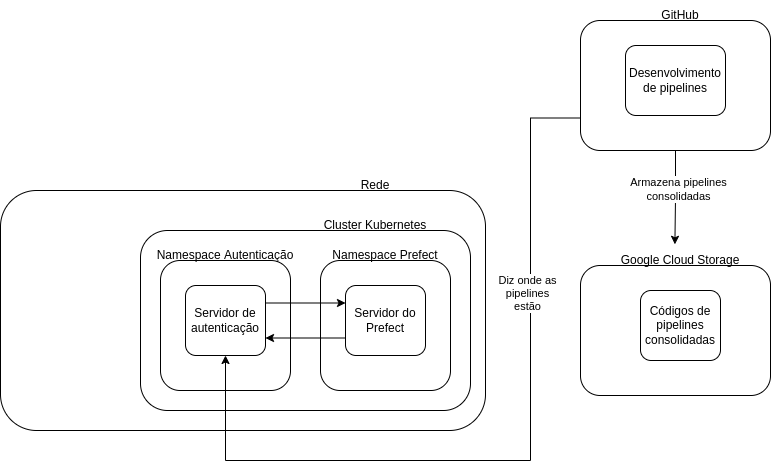 GitHub
Desenvolvimento
de pipelines
Armazena pipelines
consolidadas
Rede
Cluster Kubernetes
Namespace Autenticação
Namespace Prefect
Servidor de
autenticação
Servidor do
Prefect
Diz onde as
pipelines
estão
Google Cloud Storage
Códigos de
pipelines
consolidadas